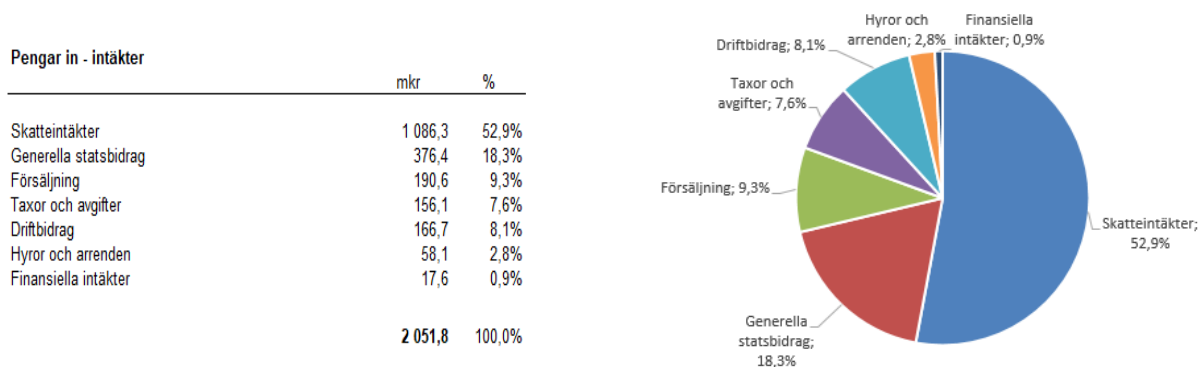 Pengar in - intäkter
mkr %
Skatteintäkter 1 086,3 52,9%
Generella statsbidrag 376,4 18,3%
Försäljning 190,6 9,3%
Taxor och avgifter 156,1 7,6%
Driftbidrag 166,7 8,1%
Hyror och arrenden 58,1 2,8%
Finansiella intäkter 17,6 0,9%
2 051,8 100,0%
Hyror och
arrenden; 2,8%
Finansiella
intäkter; 0,9%
Driftbidrag; 8,1%
Taxor och
avgifter; 7,6%
Försäljning; 9,3%
Skatteintäkter;
52,9%
Generella
statsbidrag;
18,3%